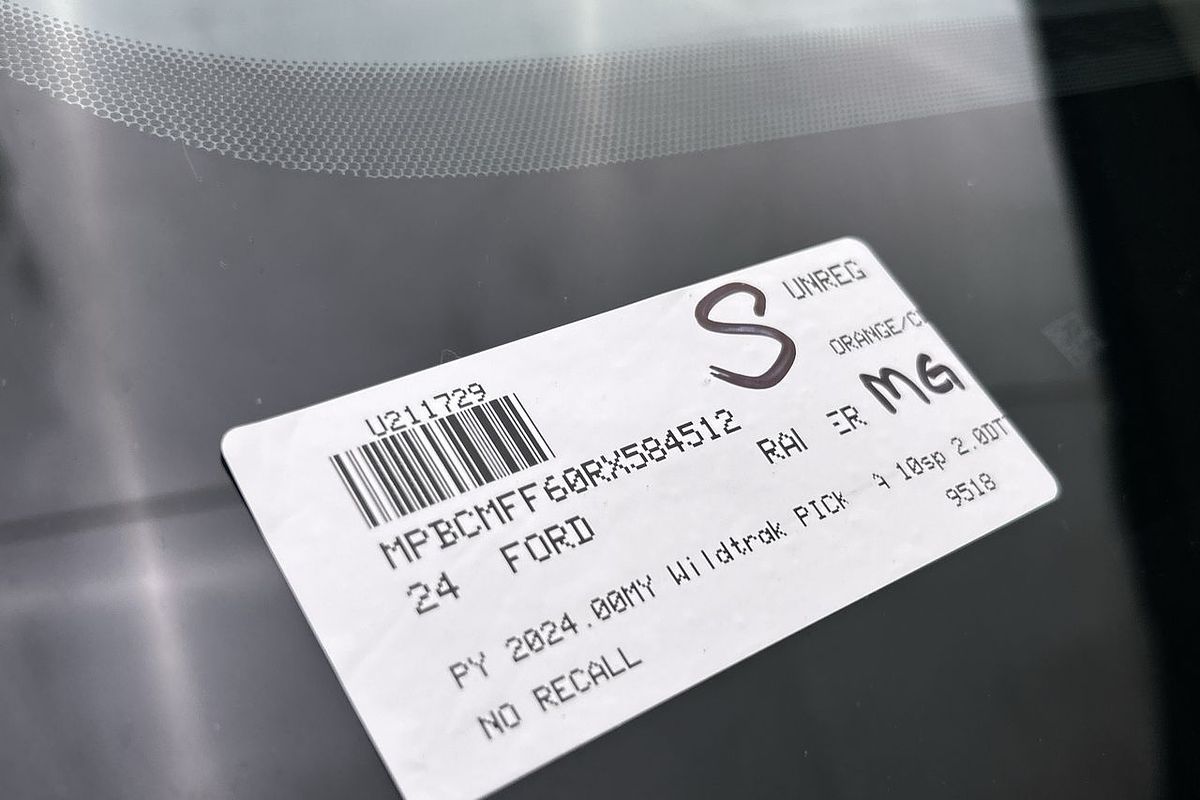 U211729
S UNREG
ORANGE/
MPBCMFF60RX584512
MG
24 FORD RA ER
PY 2024.00MY Wildtrak PICK 10sp 2.0DT
NO RECALL 9518